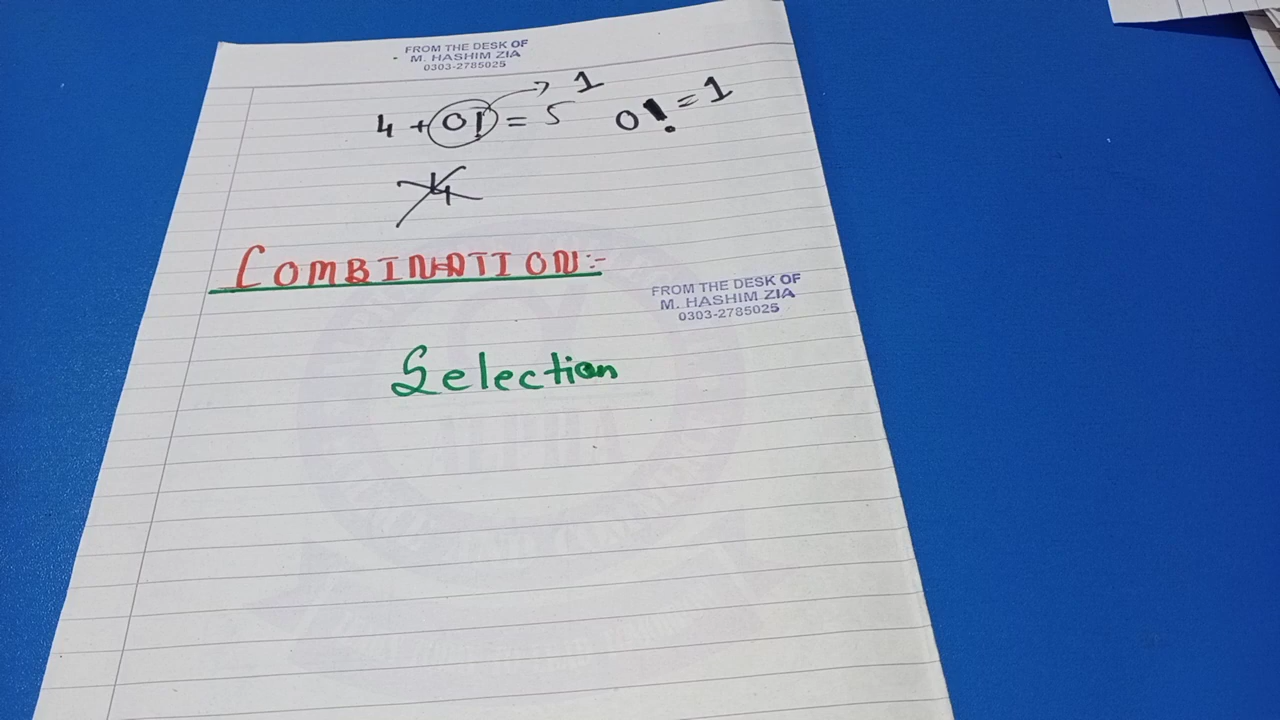 FROM THE DESK OF
M. HASHIM ZIA
0303-2785025
1
4 + 0! = 5 0! = 1
4
COMBINATION:-
FROM THE DESK OF
M. HASHIM ZIA
0303-2785025
Selection